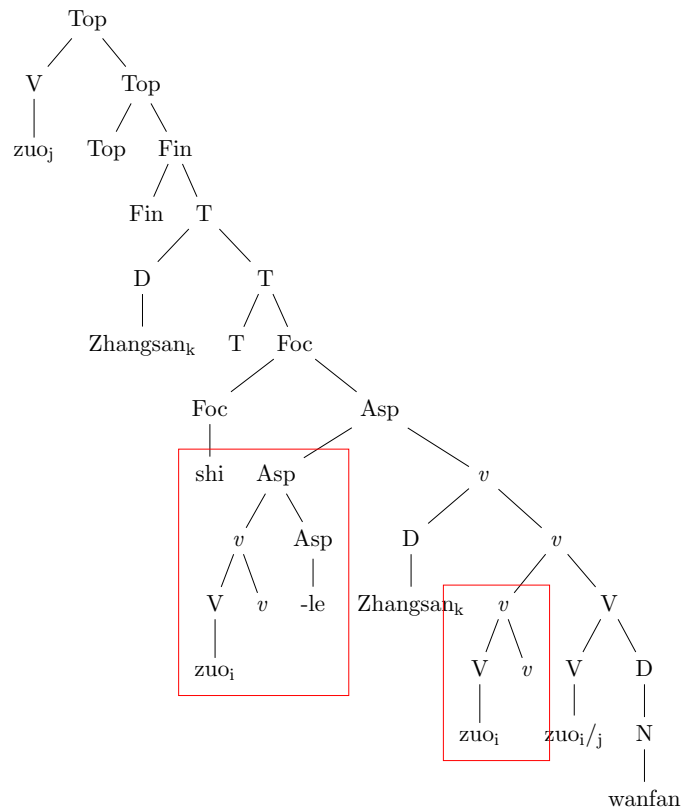 Top
V Top
zuoj Top Fin
Fin T
D T
Zhangsank T Foc
Foc Asp
shi Asp v
v Asp D v
V v -le Zhangsank v V
zuoi V v V D
zuoi zuoi/j N
wanfan